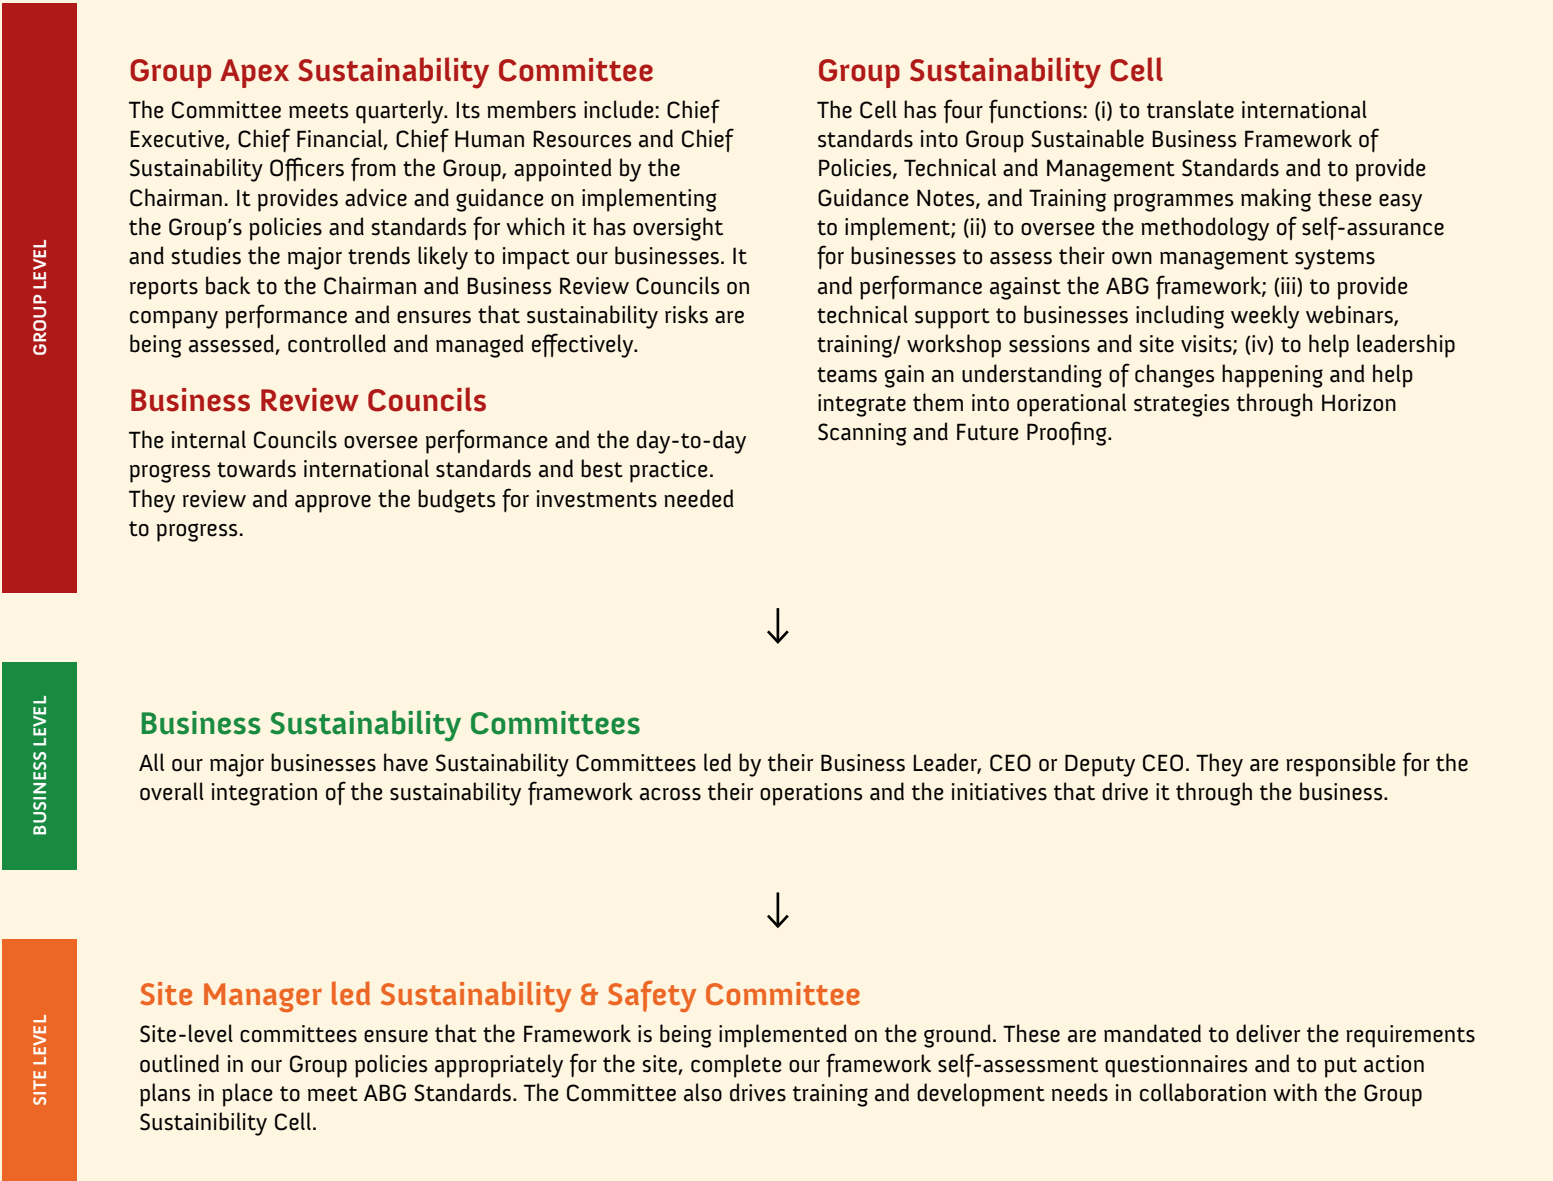 GROUP LEVEL
Group Apex Sustainability Committee
The Committee meets quarterly. Its members include: Chief
Executive, Chief Financial, Chief Human Resources and Chief
Sustainability Officers from the Group, appointed by the
Chairman. It provides advice and guidance on implementing
the Group’s policies and standards for which it has oversight
and studies the major trends likely to impact our businesses. It
reports back to the Chairman and Business Review Councils on
company performance and ensures that sustainability risks are
being assessed, controlled and managed effectively.
Business Review Councils
The internal Councils oversee performance and the day-to-day
progress towards international standards and best practice.
They review and approve the budgets for investments needed
to progress.
Group Sustainability Cell
The Cell has four functions: (i) to translate international
standards into Group Sustainable Business Framework of
Policies, Technical and Management Standards and to provide
Guidance Notes, and Training programmes making these easy
to implement; (ii) to oversee the methodology of self-assurance
for businesses to assess their own management systems
and performance against the ABG framework; (iii) to provide
technical support to businesses including weekly webinars,
training/ workshop sessions and site visits; (iv) to help leadership
teams gain an understanding of changes happening and help
integrate them into operational strategies through Horizon
Scanning and Future Proofing.
BUSINESS LEVEL
Business Sustainability Committees
All our major businesses have Sustainability Committees led by their Business Leader, CEO or Deputy CEO. They are responsible for the
overall integration of the sustainability framework across their operations and the initiatives that drive it through the business.
SITE LEVEL
Site Manager led Sustainability & Safety Committee
Site-level committees ensure that the Framework is being implemented on the ground. These are mandated to deliver the requirements
outlined in our Group policies appropriately for the site, complete our framework self-assessment questionnaires and to put action
plans in place to meet ABG Standards. The Committee also drives training and development needs in collaboration with the Group
Sustainibility Cell.